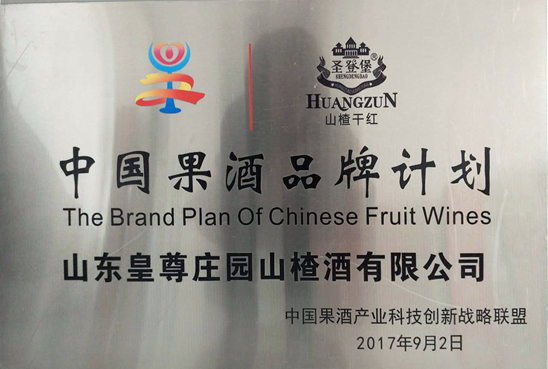 圣登堡®
SHENGDENGBAO
HUANGZUN
山楂干红
中国果酒品牌计划
The Brand Plan Of Chinese Fruit Wines
山东皇尊庄园山楂酒有限公司
中国果酒产业科技创新战略联盟
2017年9月2日